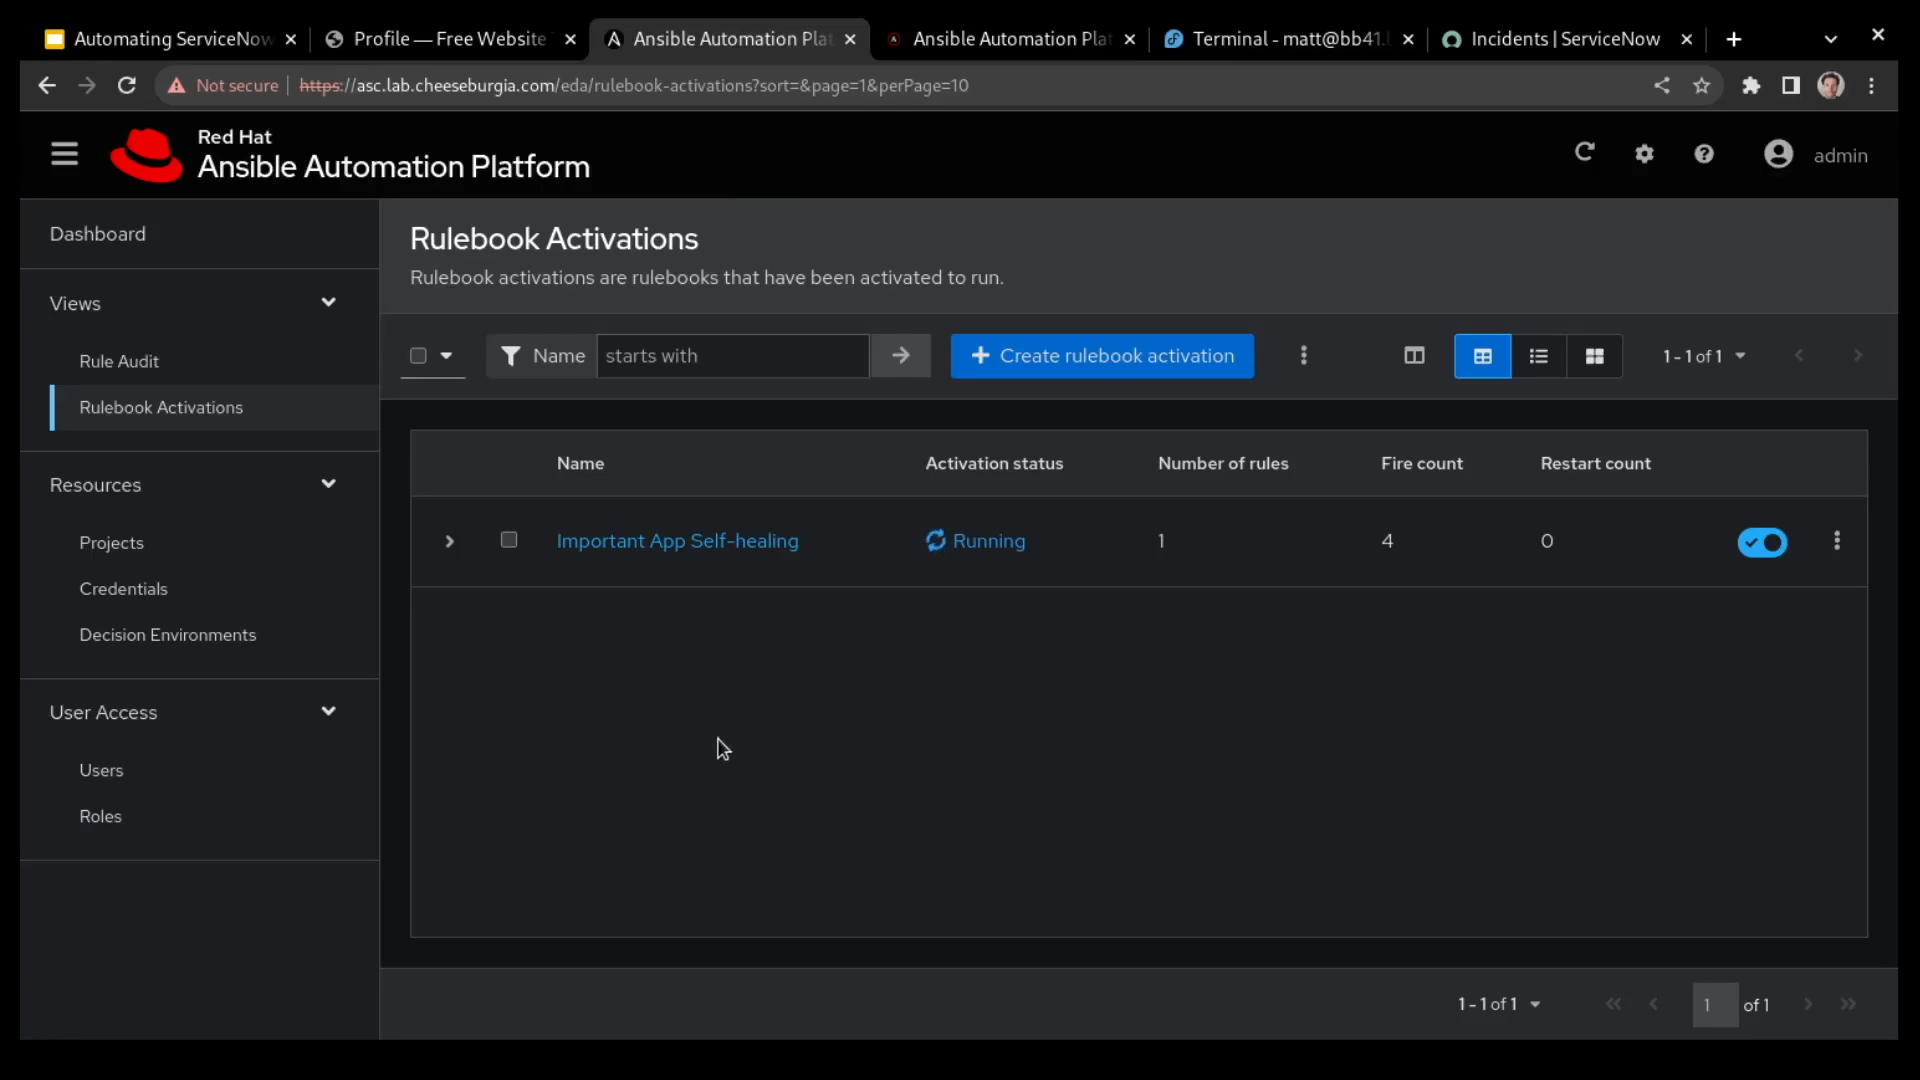 Automating ServiceNow
Profile — Free Website
Ansible Automation Plat
Ansible Automation Plat
Terminal - matt@bb41.l
Incidents | ServiceNow
Not secure
https://asc.lab.cheeseburgia.com/eda/rulebook-activations?sort=&page=1&perPage=10
Red Hat
Ansible Automation Platform
admin
Dashboard
Views
Rule Audit
Rulebook Activations
Resources
Projects
Credentials
Decision Environments
User Access
Users
Roles
Rulebook Activations
Rulebook activations are rulebooks that have been activated to run.
Name
starts with
Create rulebook activation
1 - 1 of 1
Name Activation status Number of rules Fire count Restart count
Important App Self-healing Running 1 4 0
1 - 1 of 1
1 of 1